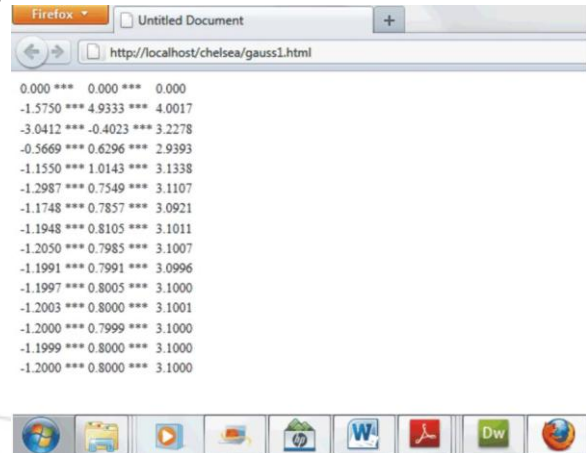 Firefox
Untitled Document
+
http://localhost/chelsea/gauss1.html
0.000 *** 0.000 *** 0.000
-1.5750 *** 4.9333 *** 4.0017
-3.0412 *** -0.4023 *** 3.2278
-0.5669 *** 0.6296 *** 2.9393
-1.1550 *** 1.0143 *** 3.1338
-1.2987 *** 0.7549 *** 3.1107
-1.1748 *** 0.7857 *** 3.0921
-1.1948 *** 0.8105 *** 3.1011
-1.2050 *** 0.7985 *** 3.1007
-1.1991 *** 0.7991 *** 3.0996
-1.1997 *** 0.8005 *** 3.1000
-1.2003 *** 0.8000 *** 3.1001
-1.2000 *** 0.7999 *** 3.1000
-1.1999 *** 0.8000 *** 3.1000
-1.2000 *** 0.8000 *** 3.1000
hp W Dw